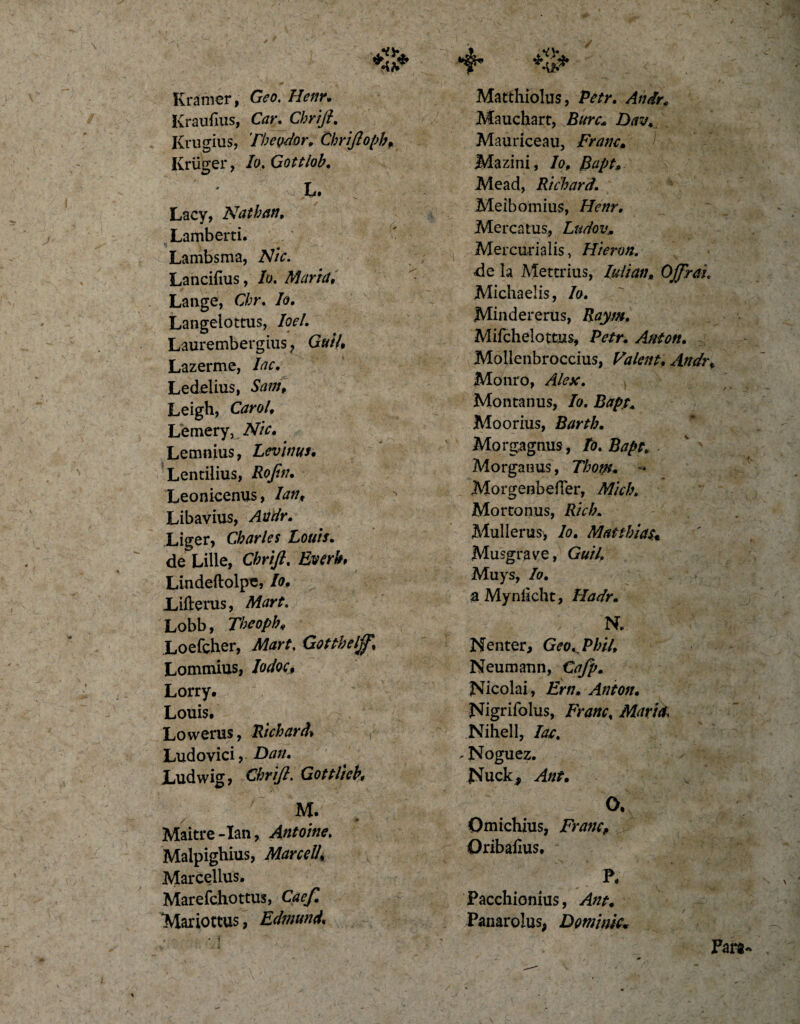 Kramer, Geo. Henr.
Kraufius, Car. Chrift.
Krugius, Theodor. Chriftoph.
Krüger, Io. Gottlob.
L.
Lacy, Nathan.
Lamberti.
Lambsma, Nic.
Lancifius, Io. Maria.
Lange, Chr. Io.
Langelottus, Ioel.
Laurembergius, Guil.
Lazerme, Iac.
Ledelius, Sam.
Leigh, Carol.
Lemery, Nic.
Lemnius, Levinus.
Lentilius, Rofin.
Leonicenus, Ian.
Libavius, Andr.
Liger, Charles Louis.
de Lille, Chrift. Everh.
Lindeftolpe, Io.
Lifterus, Mart.
Lobb, Theoph.
Loefcher, Mart. Gotthelff.
Lommius, Iodoc.
Lorry.
Louis.
Lowerus, Richard.
Ludovici, Dan.
Ludwig, Chrift. Gottlieb.
M.
Maitre-Ian, Antoine.
Malpighius, Marcell.
Marcellus.
Marefchottus, Caef.
Mariottus, Edmund.
Matthiolus, Petr. Andr.
Mauchart, Burc. Dav.
Mauriceau, Franc.
Mazini, Io. Bapt.
Mead, Richard.
Meibomius, Henr.
Mercatus, Ludov.
Mercurialis, Hieron.
de la Mettrius, Iulian. Offrai.
Michaelis, Io.
Mindererus, Raym.
Mifchelottus, Petr. Anton.
Mollenbroccius, Valent. Andr.
Monro, Alex.
Montanus, Io. Bapt.
Moorius, Barth.
Morgagnus, Io. Bapt.
Morganus, Thom.
Morgenbeffer, Mich.
Mortonus, Rich.
Mullerus, Io. Matthias.
Musgrave, Guil.
Muys, Io.
a Mynficht, Hadr.
N.
Nenter, Geo. Phil.
Neumann, Cafp.
Nicolai, Ern. Anton.
Nigrifolus, Franc. Maria.
Nihell, Iac.
Noguez.
Nuck, Ant.
O.
Omichius, Franc.
Oribafius.
P.
Pacchionius, Ant.
Panarolus, Dominic.
Para-